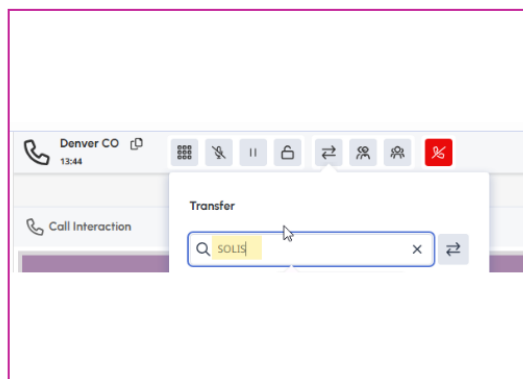 Denver CO
13:44
Transfer
Call Interaction
SOLIS